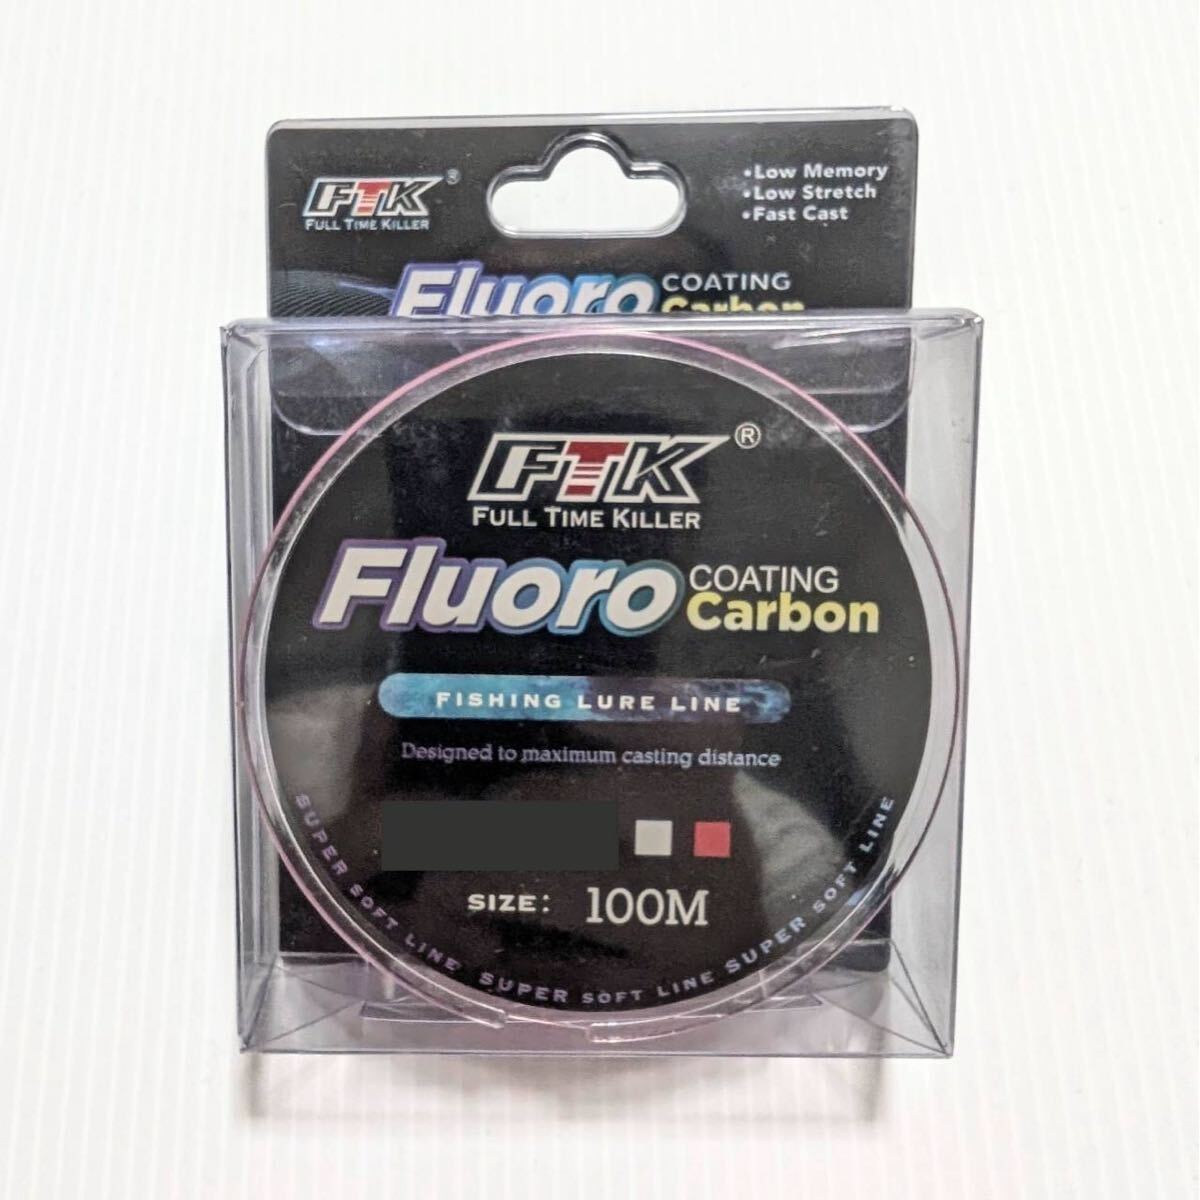 FTK®
FULL TIME KILLER
•Low Memory
•Low Stretch
•Fast Cast
Fluoro COATING
Carbon
FTK®
FULL TIME KILLER
Fluoro COATING
Carbon
FISHING LURE LINE
Designed to maximum casting distance
SIZE: 100M
SUPER SOFT LINE SUPER SOFT LINE SUPER SOFT LINE